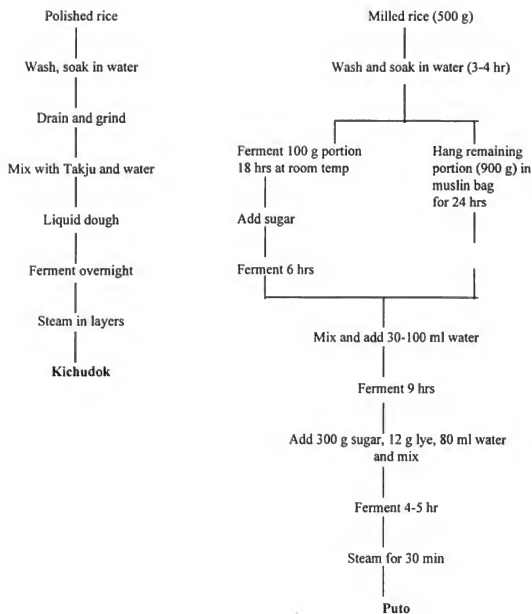 Polished rice
Wash, soak in water
Drain and grind
Mix with Takju and water
Liquid dough
Ferment overnight
Steam in layers
Kichudok
Milled rice (500 g)
Wash and soak in water (3-4 hr)
Ferment 100 g portion
18 hrs at room temp
Add sugar
Ferment 6 hrs
Hang remaining
portion (900 g) in
muslin bag
for 24 hrs
Mix and add 30-100 ml water
Ferment 9 hrs
Add 300 g sugar, 12 g lye, 80 ml water
and mix
Ferment 4-5 hr
Steam for 30 min
Puto